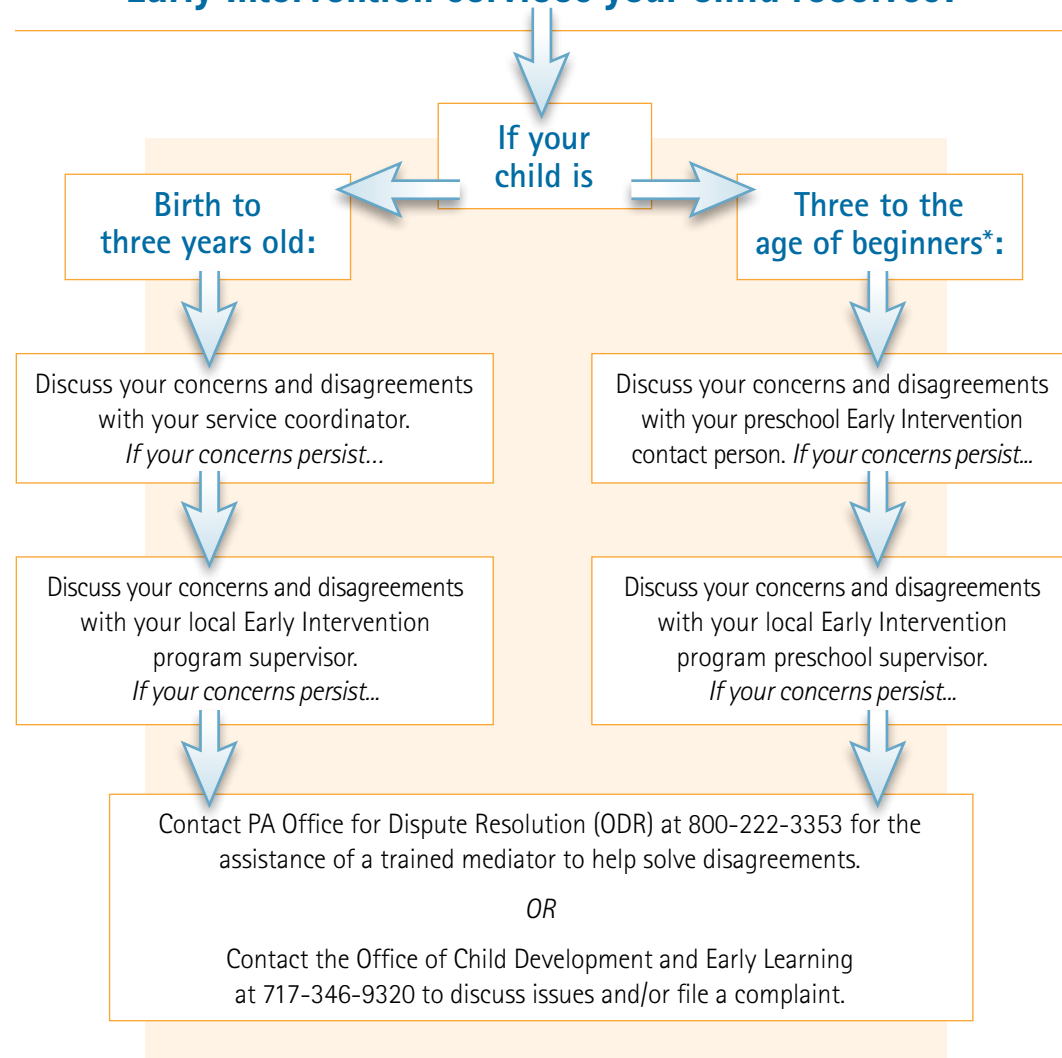 Early Intervention services your child receives:
If your
child is
Birth to
three years old:
Three to the
age of beginners*:
Discuss your concerns and disagreements
with your service coordinator.
If your concerns persist...
Discuss your concerns and disagreements
with your preschool Early Intervention
contact person. If your concerns persist...
Discuss your concerns and disagreements
with your local Early Intervention
program supervisor.
If your concerns persist...
Discuss your concerns and disagreements
with your local Early Intervention
program preschool supervisor.
If your concerns persist...
Contact PA Office for Dispute Resolution (ODR) at 800-222-3353 for the
assistance of a trained mediator to help solve disagreements.
OR
Contact the Office of Child Development and Early Learning
at 717-346-9320 to discuss issues and/or file a complaint.